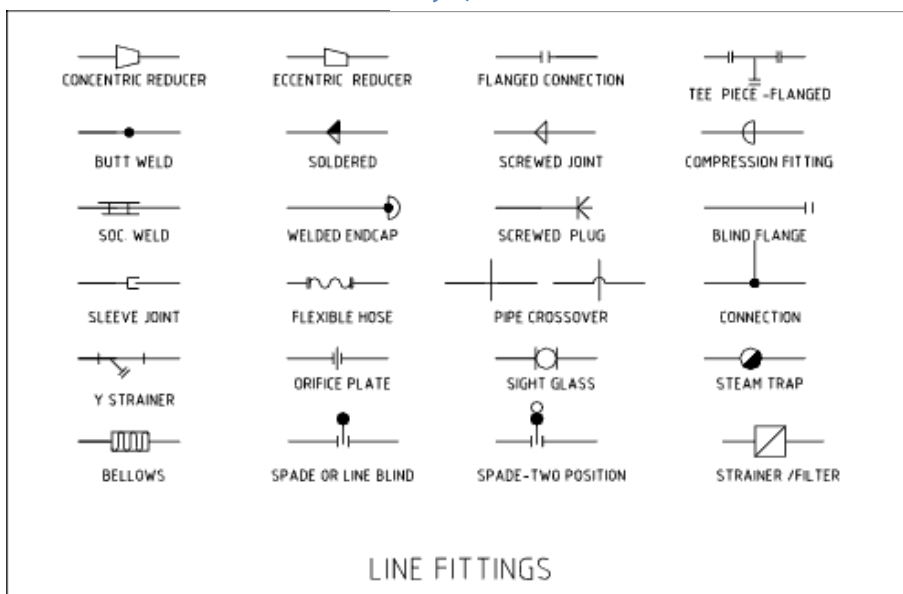 CONCENTRIC REDUCER
ECCENTRIC REDUCER
FLANGED CONNECTION
TEE PIECE -FLANGED
BUTT WELD
SOLDERED
SCREWED JOINT
COMPRESSION FITTING
SOC. WELD
WELDED ENDCAP
SCREWED PLUG
BLIND FLANGE
SLEEVE JOINT
FLEXIBLE HOSE
PIPE CROSSOVER
CONNECTION
Y STRAINER
ORIFICE PLATE
SIGHT GLASS
STEAM TRAP
BELLOWS
SPADE OR LINE BLIND
SPADE-TWO POSITION
STRAINER /FILTER
LINE FITTINGS